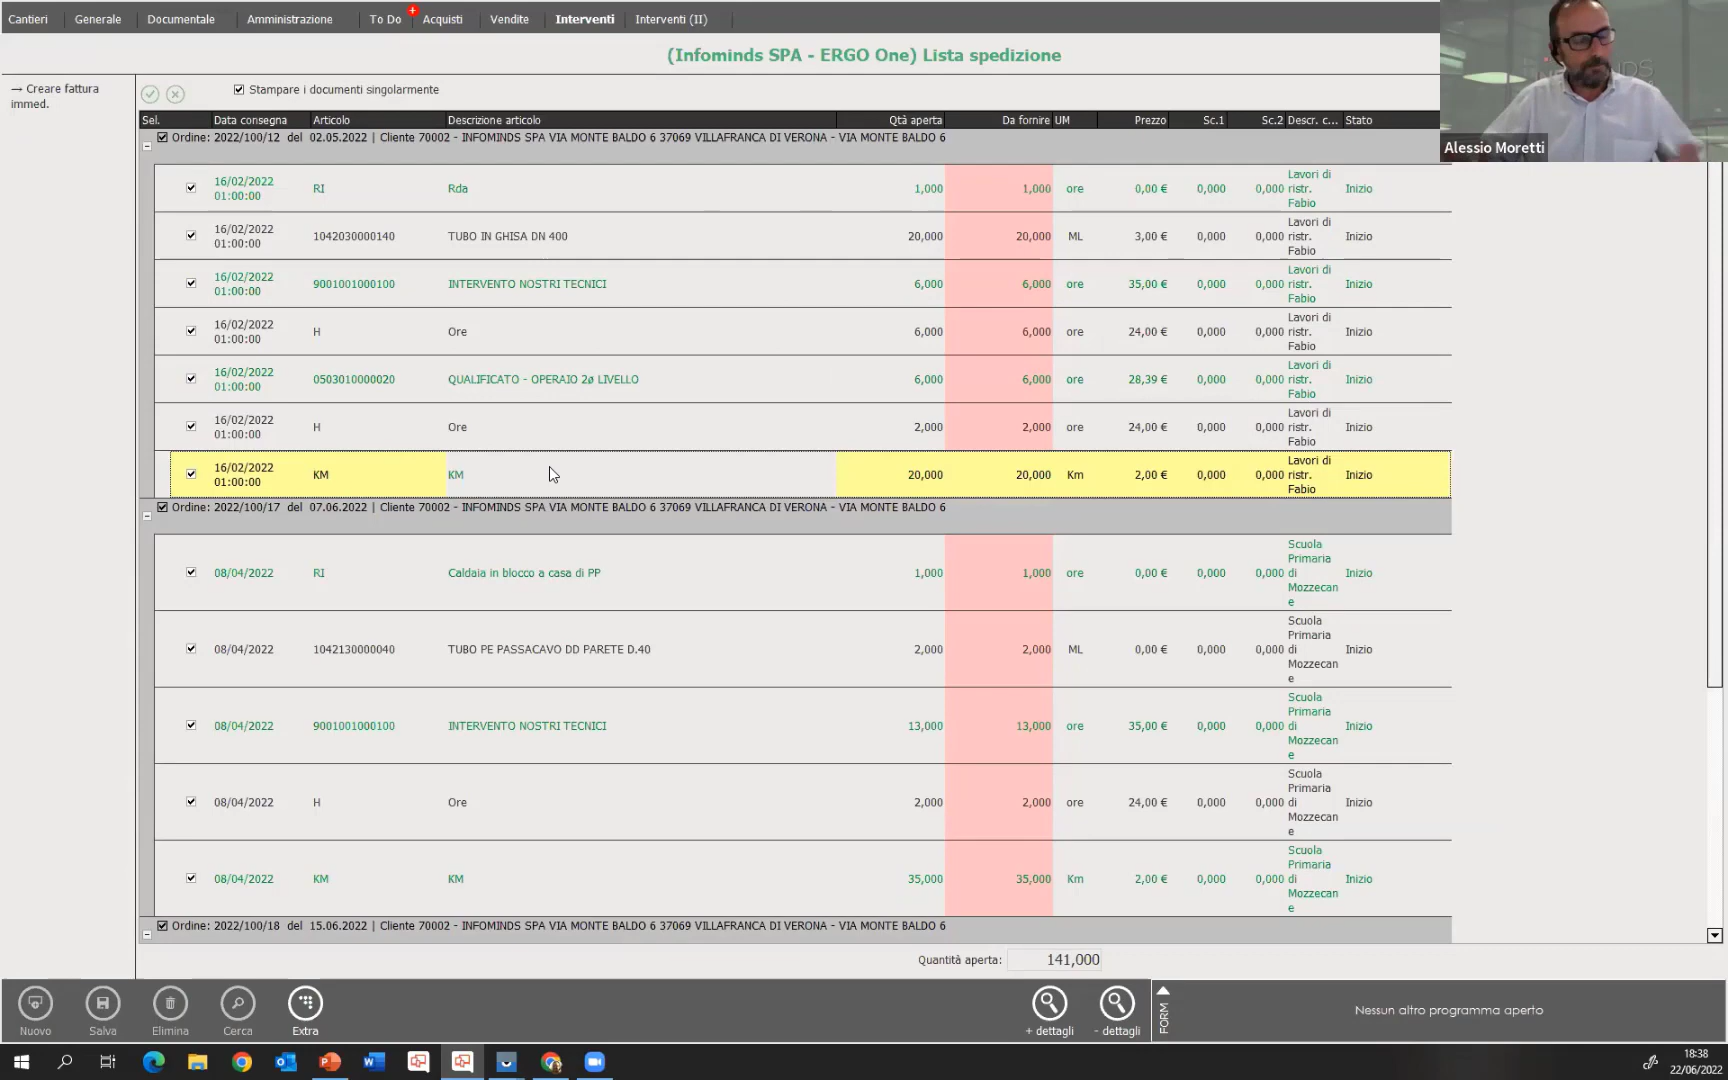 Cantieri Generale Documentale Amministrazione To Do Acquisti Vendite Interventi Interventi (II)
(Infominds SPA - ERGO One) Lista spedizione
→ Creare fattura
immed.
Stampare i documenti singolarmente
Alessio Moretti
Sel. Data consegna Articolo Descrizione articolo Qtà aperta Da fornire UM Prezzo Sc.1 Sc.2 Descr. c... Stato
Ordine: 2022/100/12 del 02.05.2022 | Cliente 70002 - INFOMINDS SPA VIA MONTE BALDO 6 37069 VILLAFRANCA DI VERONA - VIA MONTE BALDO 6
16/02/2022 01:00:00 RI Rda 1,000 1,000 ore 0,00 € 0,000 0,000 Lavori di ristr. Fabio Inizio
16/02/2022 01:00:00 1042030000140 TUBO IN GHISA DN 400 20,000 20,000 ML 3,00 € 0,000 0,000 Lavori di ristr. Fabio Inizio
16/02/2022 01:00:00 9001001000100 INTERVENTO NOSTRI TECNICI 6,000 6,000 ore 35,00 € 0,000 0,000 Lavori di ristr. Fabio Inizio
16/02/2022 01:00:00 H Ore 6,000 6,000 ore 24,00 € 0,000 0,000 Lavori di ristr. Fabio Inizio
16/02/2022 01:00:00 0503010000020 QUALIFICATO - OPERAIO 2ø LIVELLO 6,000 6,000 ore 28,39 € 0,000 0,000 Lavori di ristr. Fabio Inizio
16/02/2022 01:00:00 H Ore 2,000 2,000 ore 24,00 € 0,000 0,000 Lavori di ristr. Fabio Inizio
16/02/2022 01:00:00 KM KM 20,000 20,000 Km 2,00 € 0,000 0,000 Lavori di ristr. Fabio Inizio
Ordine: 2022/100/17 del 07.06.2022 | Cliente 70002 - INFOMINDS SPA VIA MONTE BALDO 6 37069 VILLAFRANCA DI VERONA - VIA MONTE BALDO 6
08/04/2022 RI Caldaia in blocco a casa di PP 1,000 1,000 ore 0,00 € 0,000 0,000 Scuola Primaria di Mozzecan e Inizio
08/04/2022 1042130000040 TUBO PE PASSACAVO DD PARETE D.40 2,000 2,000 ML 0,00 € 0,000 0,000 Scuola Primaria di Mozzecan e Inizio
08/04/2022 9001001000100 INTERVENTO NOSTRI TECNICI 13,000 13,000 ore 35,00 € 0,000 0,000 Scuola Primaria di Mozzecan e Inizio
08/04/2022 H Ore 2,000 2,000 ore 24,00 € 0,000 0,000 Scuola Primaria di Mozzecan e Inizio
08/04/2022 KM KM 35,000 35,000 Km 2,00 € 0,000 0,000 Scuola Primaria di Mozzecan e Inizio
Ordine: 2022/100/18 del 15.06.2022 | Cliente 70002 - INFOMINDS SPA VIA MONTE BALDO 6 37069 VILLAFRANCA DI VERONA - VIA MONTE BALDO 6
Quantità aperta: 141,000
Nuovo Salva Elimina Cerca Extra + dettagli - dettagli FORM Nessun altro programma aperto
18:38
22/06/2022